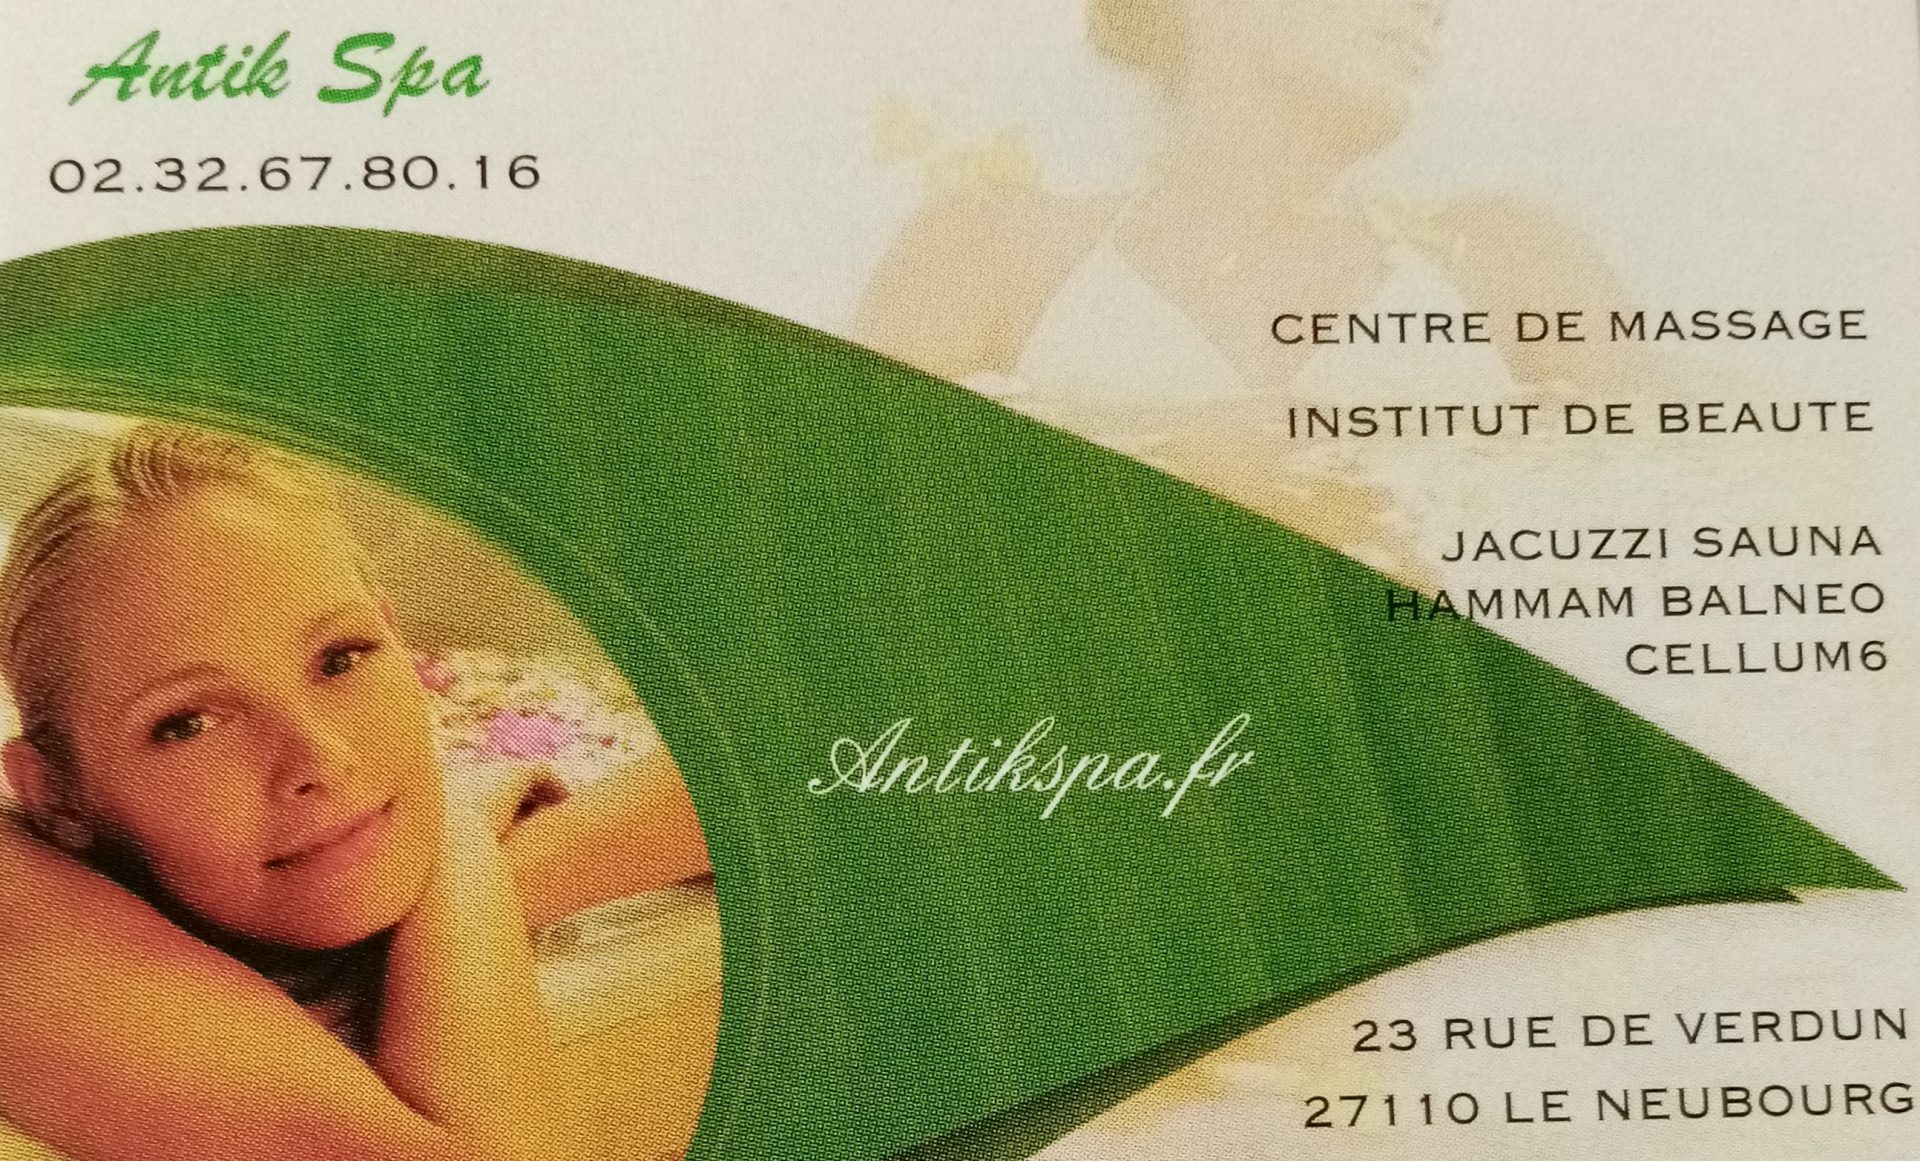 Antik Spa
02.32.67.80.16
CENTRE DE MASSAGE
INSTITUT DE BEAUTE
JACUZZI SAUNA
HAMMAM BALNEO
CELLUM6
Antikspa.fr
23 RUE DE VERDUN
27110 LE NEUBOURG